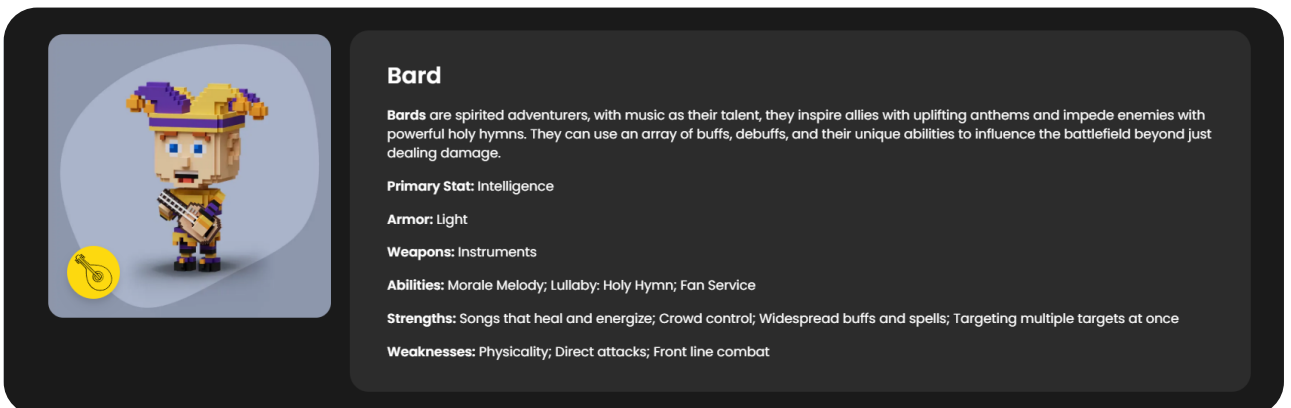 Bard
Bards are spirited adventurers, with music as their talent, they inspire allies with uplifting anthems and impede enemies with
powerful holy hymns. They can use an array of buffs, debuffs, and their unique abilities to influence the battlefield beyond just
dealing damage.
Primary Stat: Intelligence
Armor: Light
Weapons: Instruments
Abilities: Morale Melody; Lullaby: Holy Hymn; Fan Service
Strengths: Songs that heal and energize; Crowd control; Widespread buffs and spells; Targeting multiple targets at once
Weaknesses: Physicality; Direct attacks; Front line combat